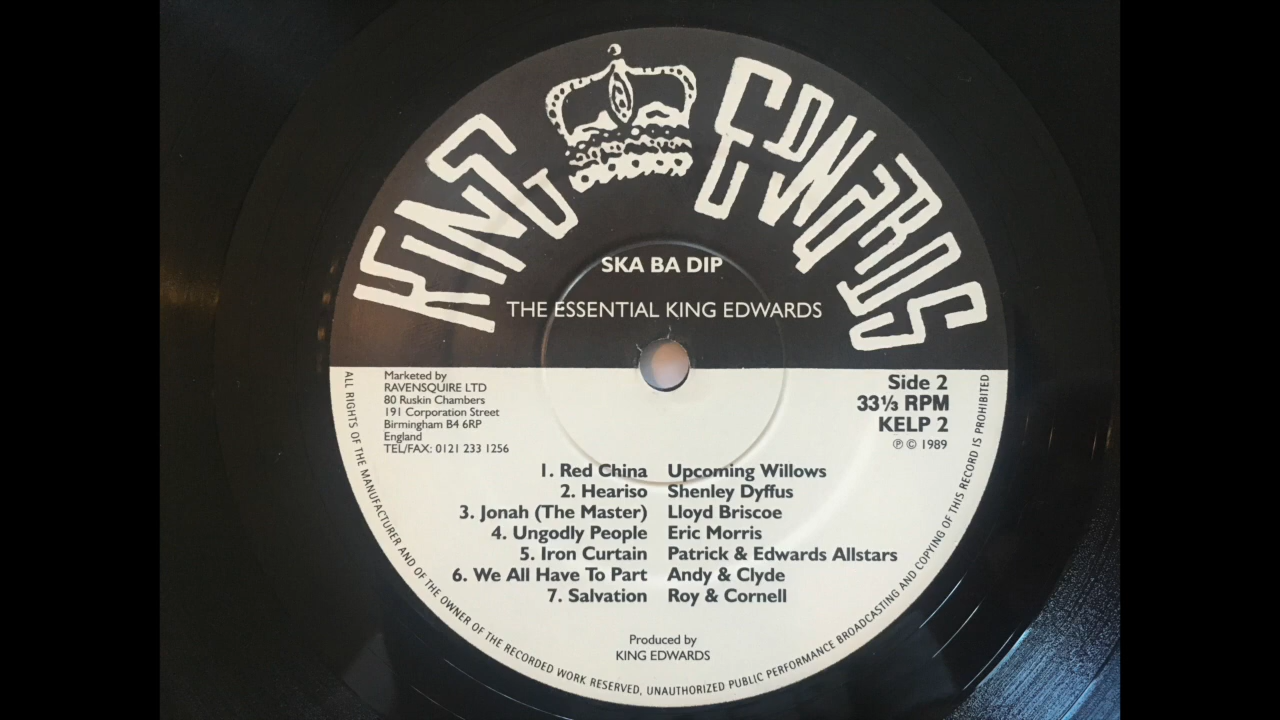 KING EDWARDS
SKA BA DIP
THE ESSENTIAL KING EDWARDS
Marketed by
RAVENSQUIRE LTD
80 Ruskin Chambers
191 Corporation Street
Birmingham B4 6RP
England
TEL/FAX: 0121 233 1256
Side 2
33⅓ RPM
KELP 2
℗ © 1989
1. Red China Upcoming Willows
2. Heariso Shenley Dyffus
3. Jonah (The Master) Lloyd Briscoe
4. Ungodly People Eric Morris
5. Iron Curtain Patrick & Edwards Allstars
6. We All Have To Part Andy & Clyde
7. Salvation Roy & Cornell
Produced by
KING EDWARDS
ALL RIGHTS OF THE MANUFACTURER AND OF THE OWNER OF THE RECORDED WORK RESERVED, UNAUTHORIZED PUBLIC PERFORMANCE BROADCASTING AND COPYING OF THIS RECORD IS PROHIBITED